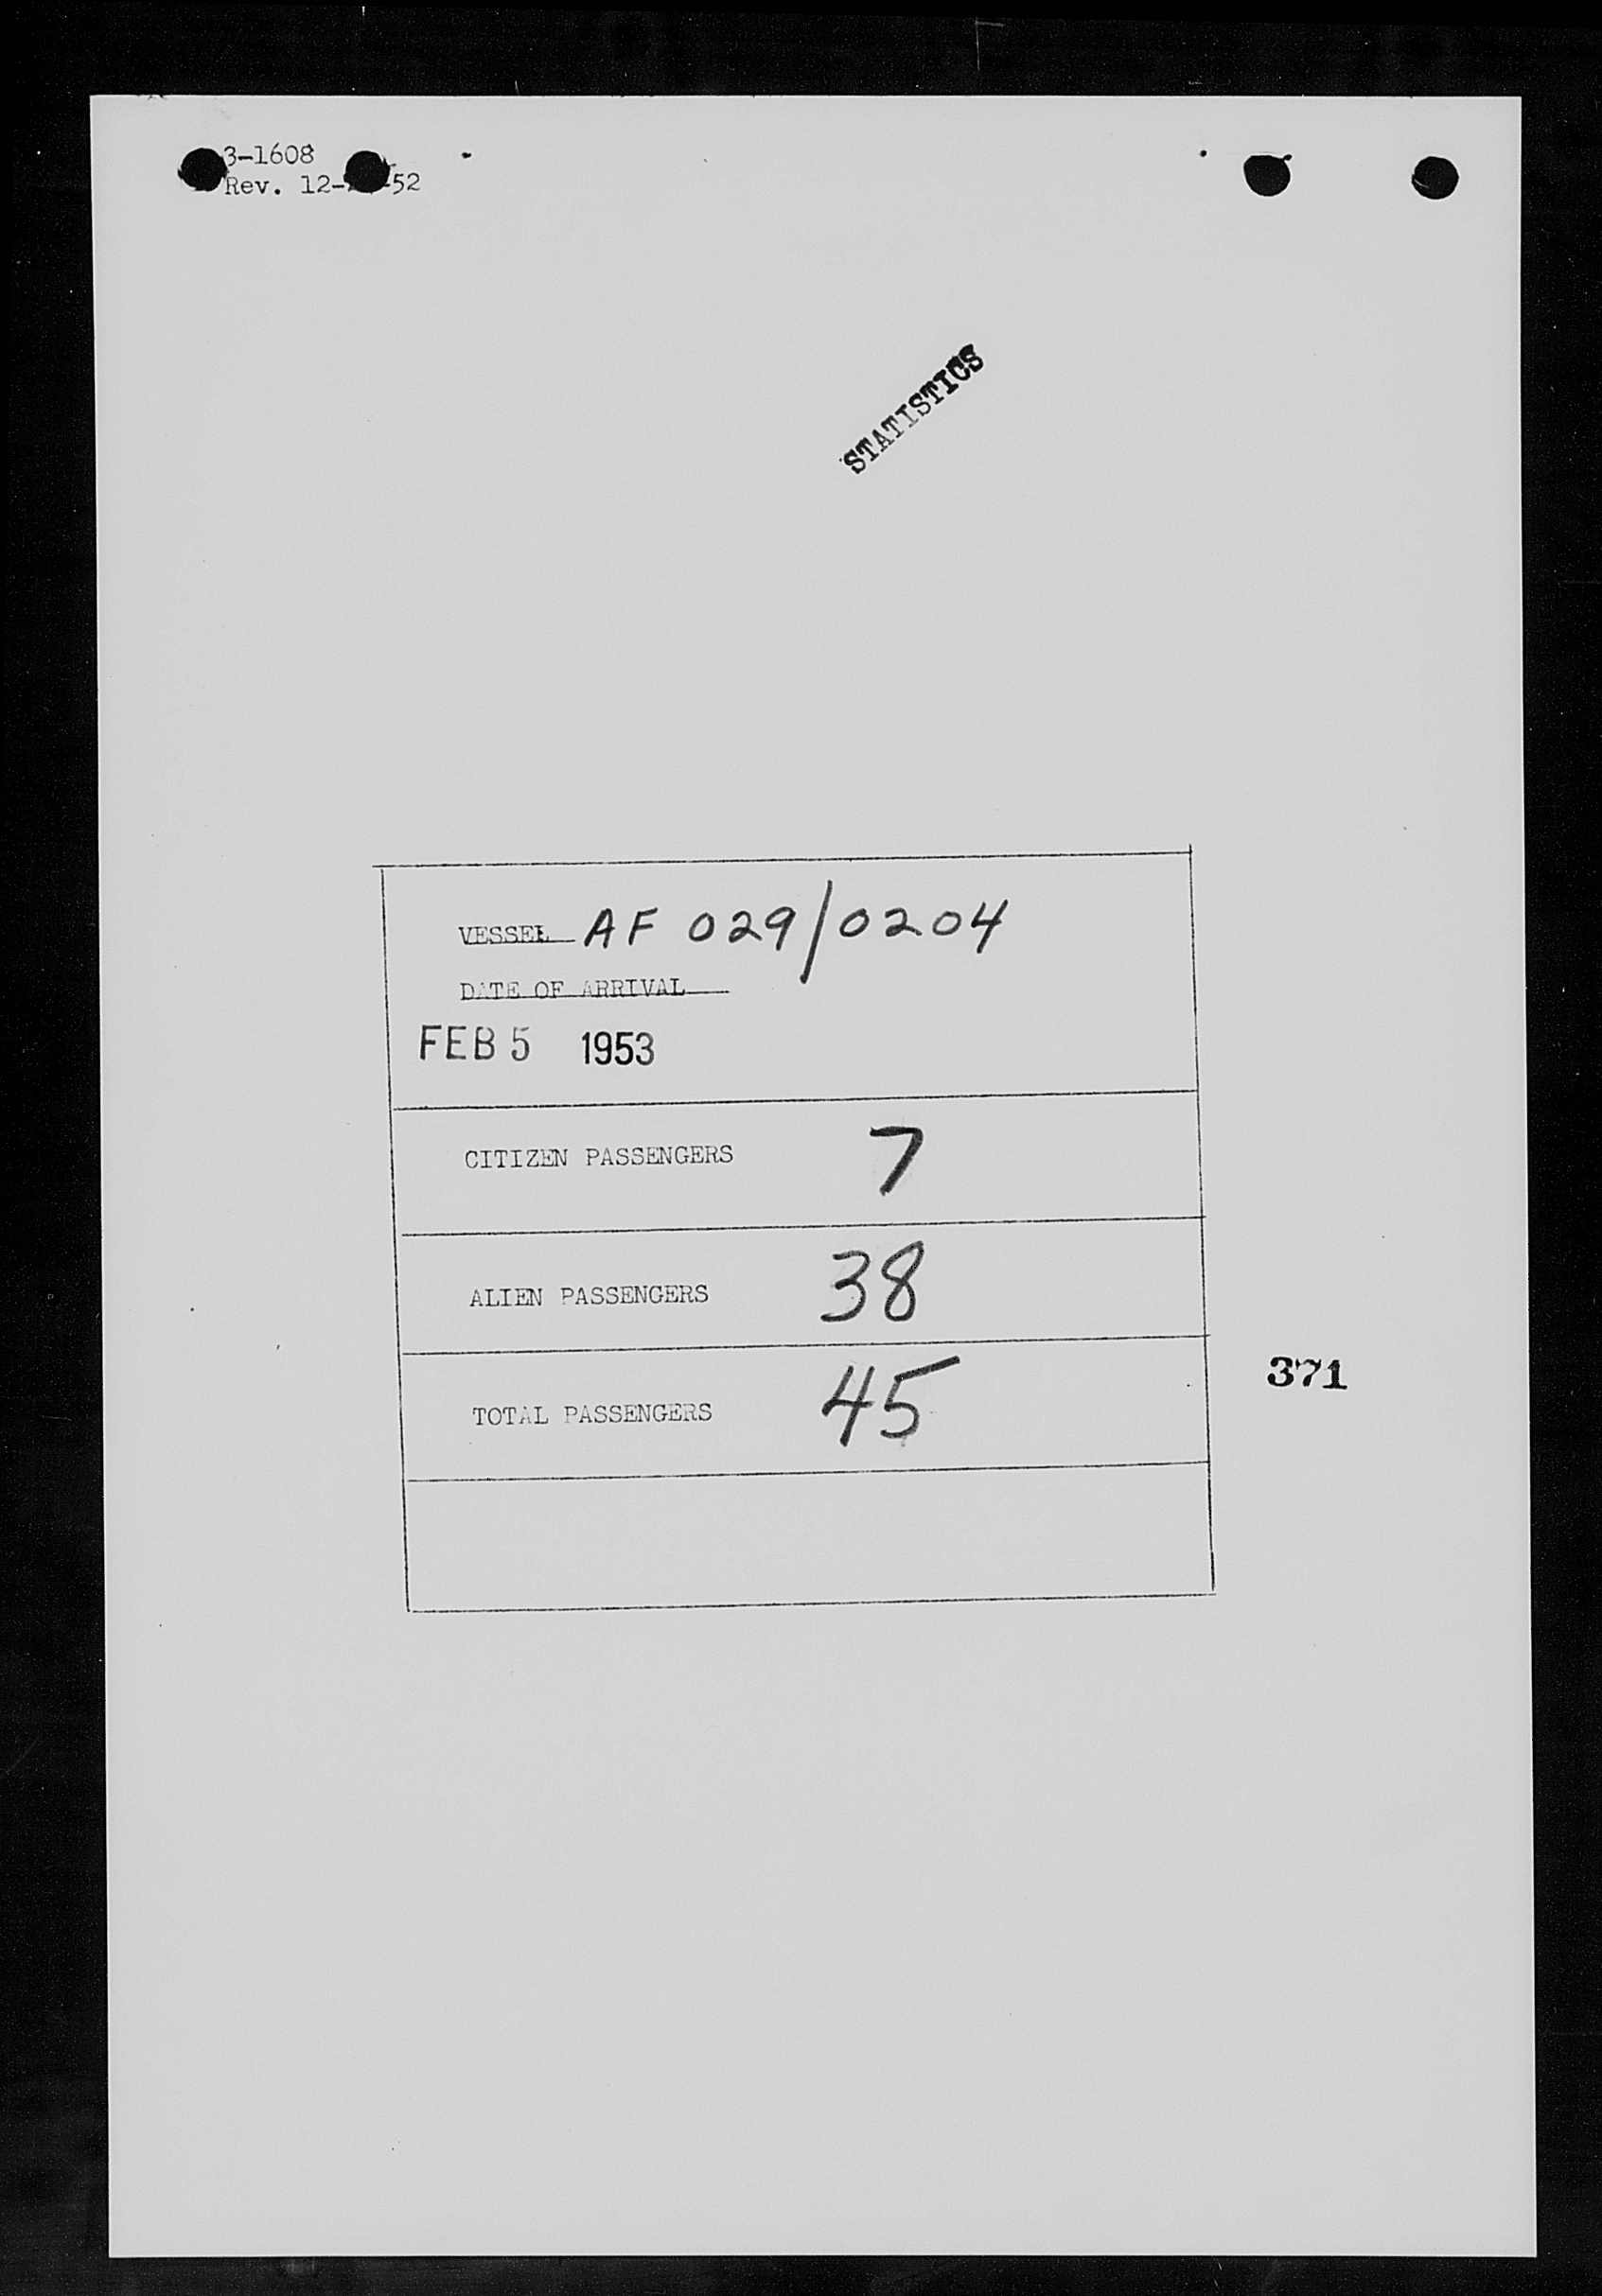 3-1608
Rev. 12- -52
STATISTICS
VESSEL AF 029/0204
DATE OF ARRIVAL
FEB 5 1953
CITIZEN PASSENGERS 7
ALIEN PASSENGERS 38
371
TOTAL PASSENGERS 45